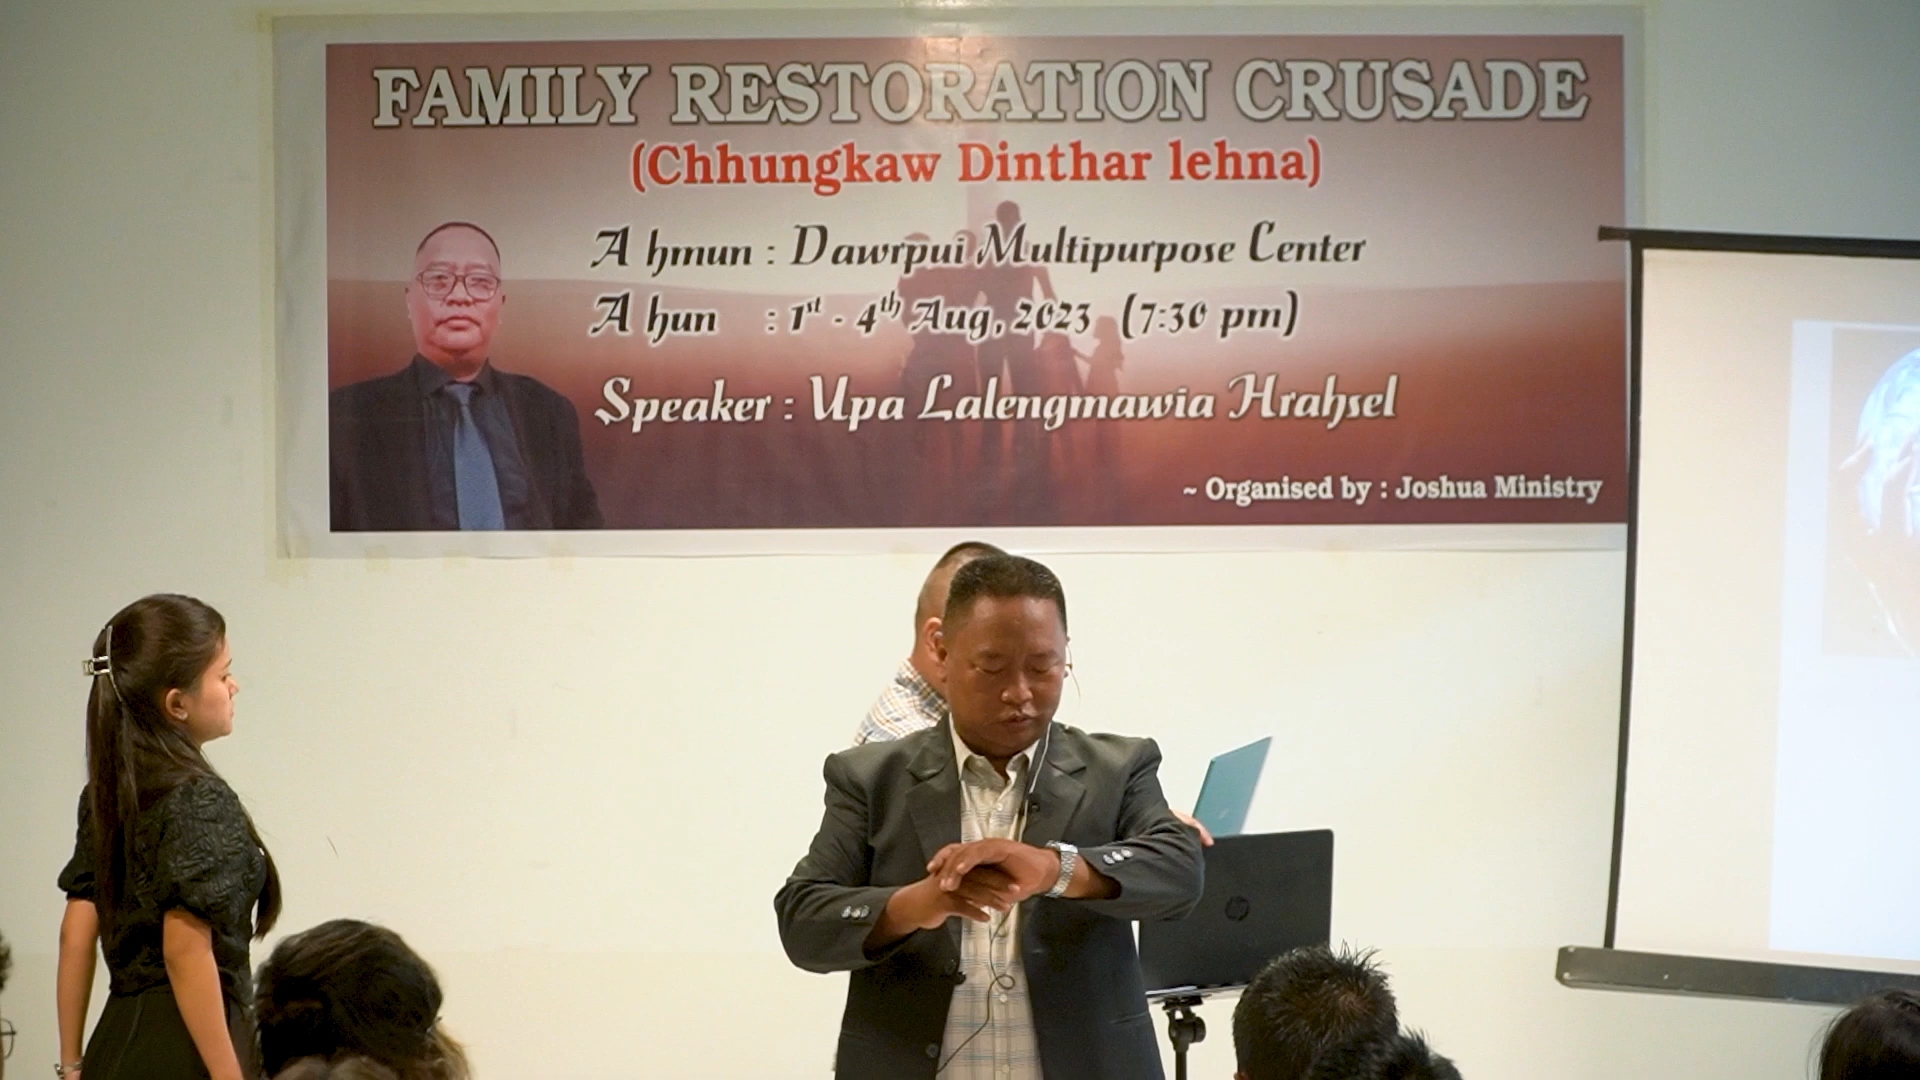 FAMILY RESTORATION CRUSADE
(Chhungkaw Dinthar lehna)
A hmun : Dawrpui Multipurpose Center
A hun : 1st - 4th Aug, 2023 (7:30 pm)
Speaker : Upa Lalengmawia Hrahsel
~ Organised by : Joshua Ministry
hp